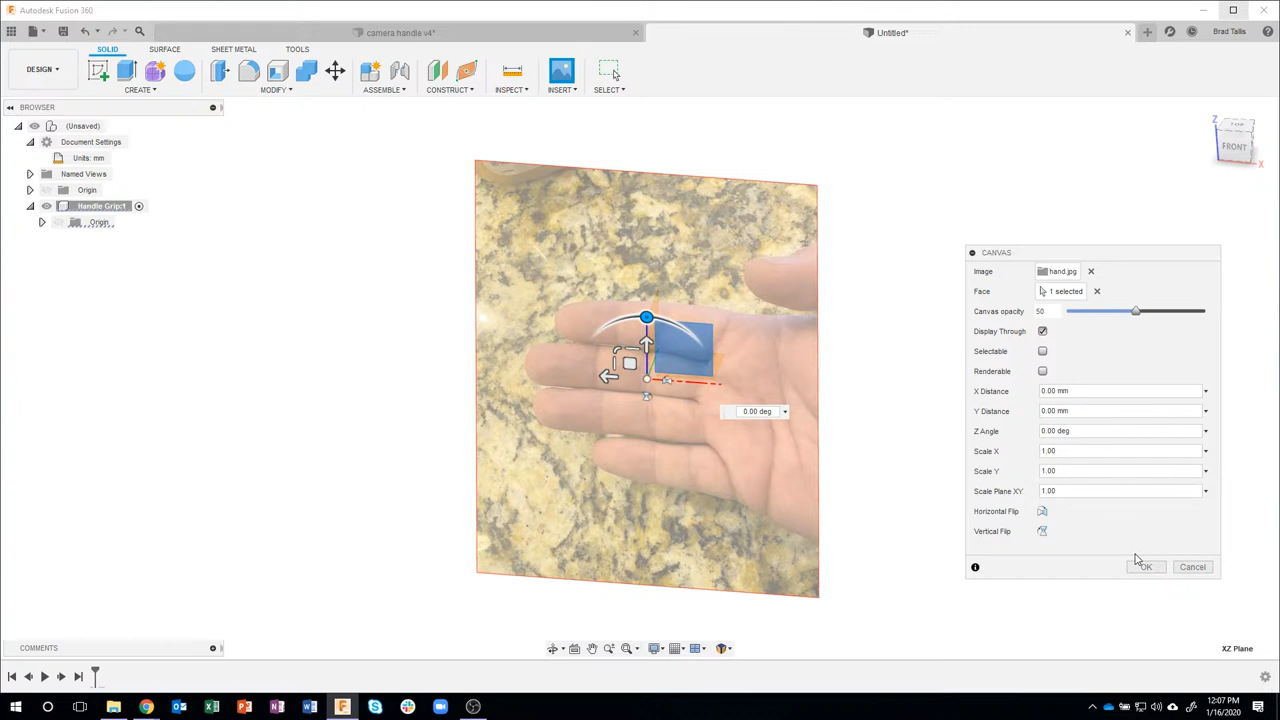 Autodesk Fusion 360
camera handle v4*
Untitled*
Brad Tallis
DESIGN
SOLID
SURFACE
SHEET METAL
TOOLS
CREATE
MODIFY
ASSEMBLE
CONSTRUCT
INSPECT
INSERT
SELECT
BROWSER
(Unsaved)
Document Settings
Units: mm
Named Views
Origin
Handle Grip:1
Origin
Z
TOP
FRONT
X
CANVAS
Image hand.jpg
Face 1 selected
Canvas opacity 50
Display Through
Selectable
Renderable
X Distance 0.00 mm
Y Distance 0.00 mm
Z Angle 0.00 deg
Scale X 1.00
Scale Y 1.00
Scale Plane XY 1.00
Horizontal Flip
Vertical Flip
OK Cancel
0.00 deg
COMMENTS
XZ Plane
12:07 PM
1/16/2020